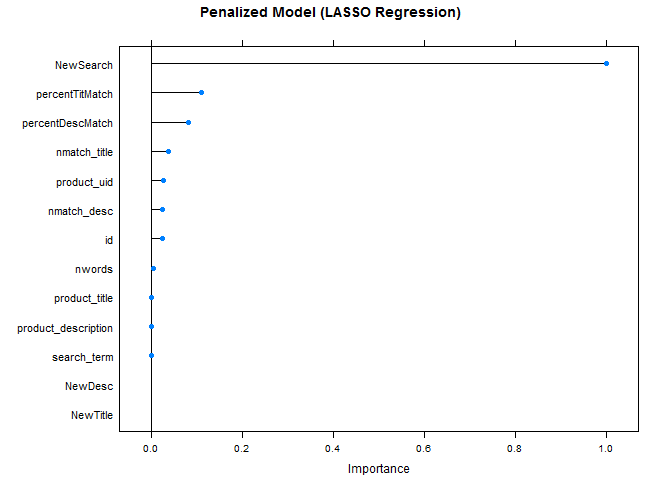 Penalized Model (LASSO Regression)
NewSearch
percentTitMatch
percentDescMatch
nmatch_title
product_uid
nmatch_desc
id
nwords
product_title
product_description
search_term
NewDesc
NewTitle
0.0 0.2 0.4 0.6 0.8 1.0
Importance